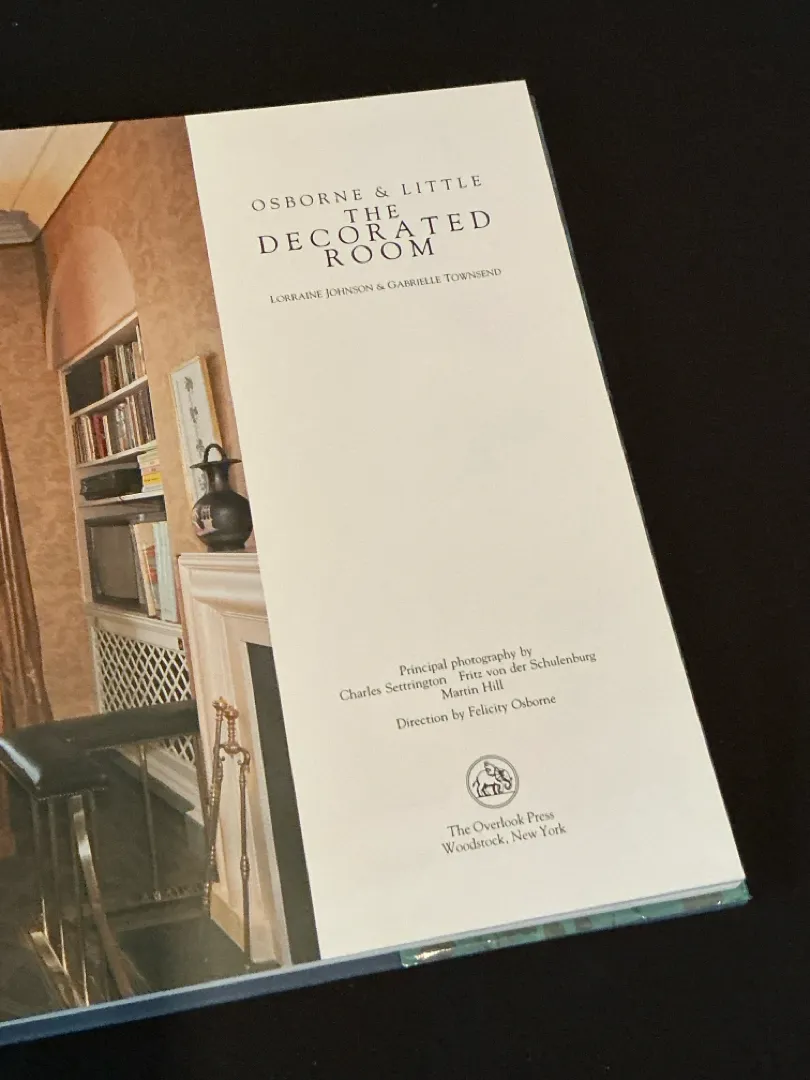 OSBORNE & LITTLE
THE
DECORATED
ROOM
LORRAINE JOHNSON & GABRIELLE TOWNSEND
Principal photography by
Charles Settrington Fritz von der Schulenburg
Martin Hill
Direction by Felicity Osborne
The Overlook Press
Woodstock, New York